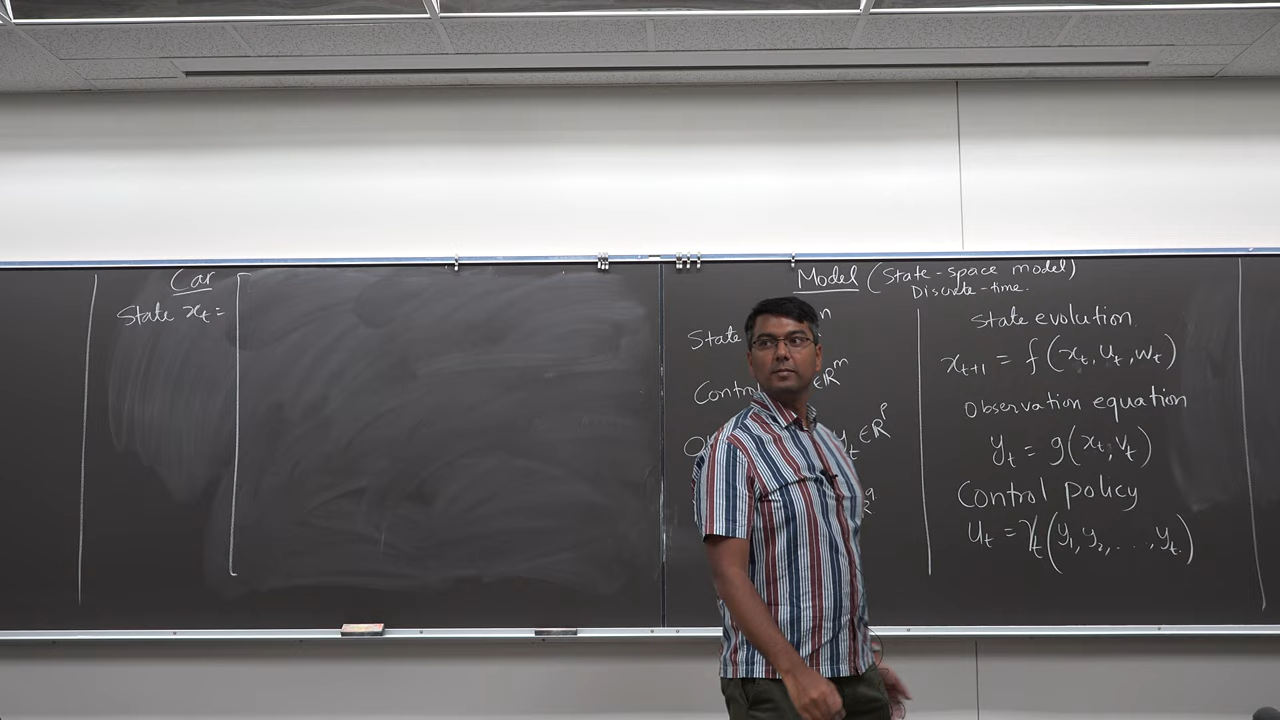 Car
State xₜ =
Model (State-space model)
Discrete-time.
State
∈ℝᵐ
yₜ ∈ℝᵖ
State evolution
xₜ₊₁ = f(xₜ, uₜ, wₜ)
Observation equation
yₜ = g(xₜ, vₜ)
Control policy
uₜ = γₜ(y₁, y₂, ..., yₜ)